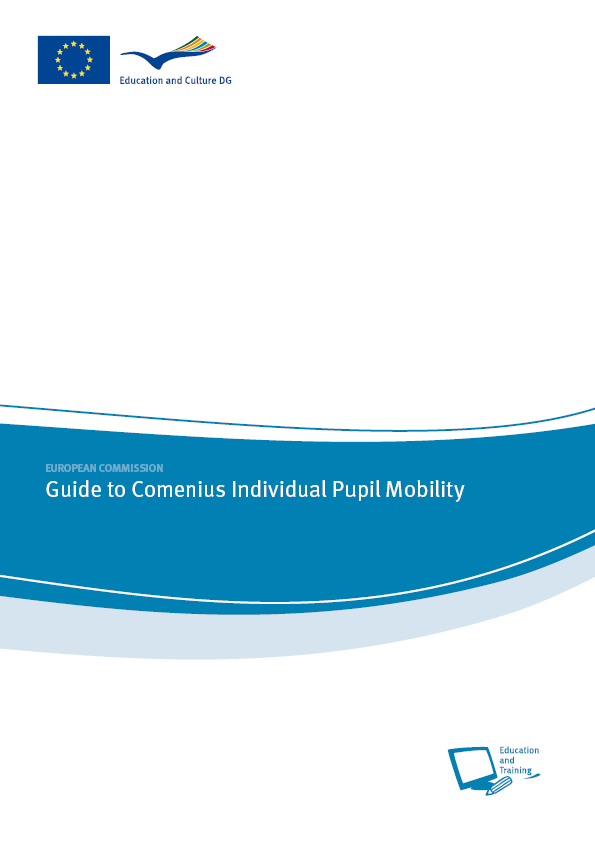 Education and Culture DG
EUROPEAN COMMISSION
Guide to Comenius Individual Pupil Mobility
Education
and
Training